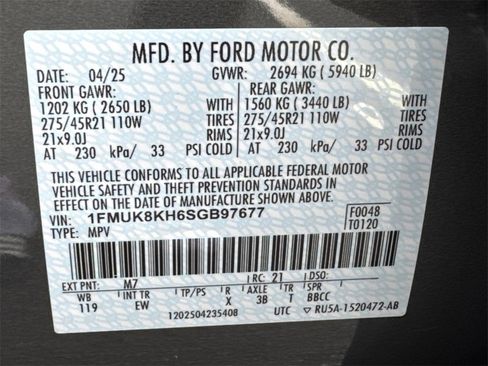 MFD. BY FORD MOTOR CO.
DATE: 04/25 GVWR: 2694 KG (5940 LB)
FRONT GAWR: REAR GAWR:
1202 KG (2650 LB) WITH 1560 KG (3440 LB) WITH
275/45R21 110W TIRES 275/45R21 110W TIRES
21x9.0J RIMS 21x9.0J RIMS
AT 230 kPa/ 33 PSI COLD AT 230 kPa/ 33 PSI COLD
THIS VEHICLE CONFORMS TO ALL APPLICABLE FEDERAL MOTOR
VEHICLE SAFETY AND THEFT PREVENTION STANDARDS IN
EFFECT ON THE DATE OF MANUFACTURE SHOWN ABOVE.
VIN: 1FMUK8KH6SGB97677 F0048
TYPE: MPV T0120
EXT PNT: M7 RC: 21 DSO:
WB INT TR R AXLE TR SPR
119 EW X 3B T BBCC
1202504235408 UTC RU5A-1520472-AB